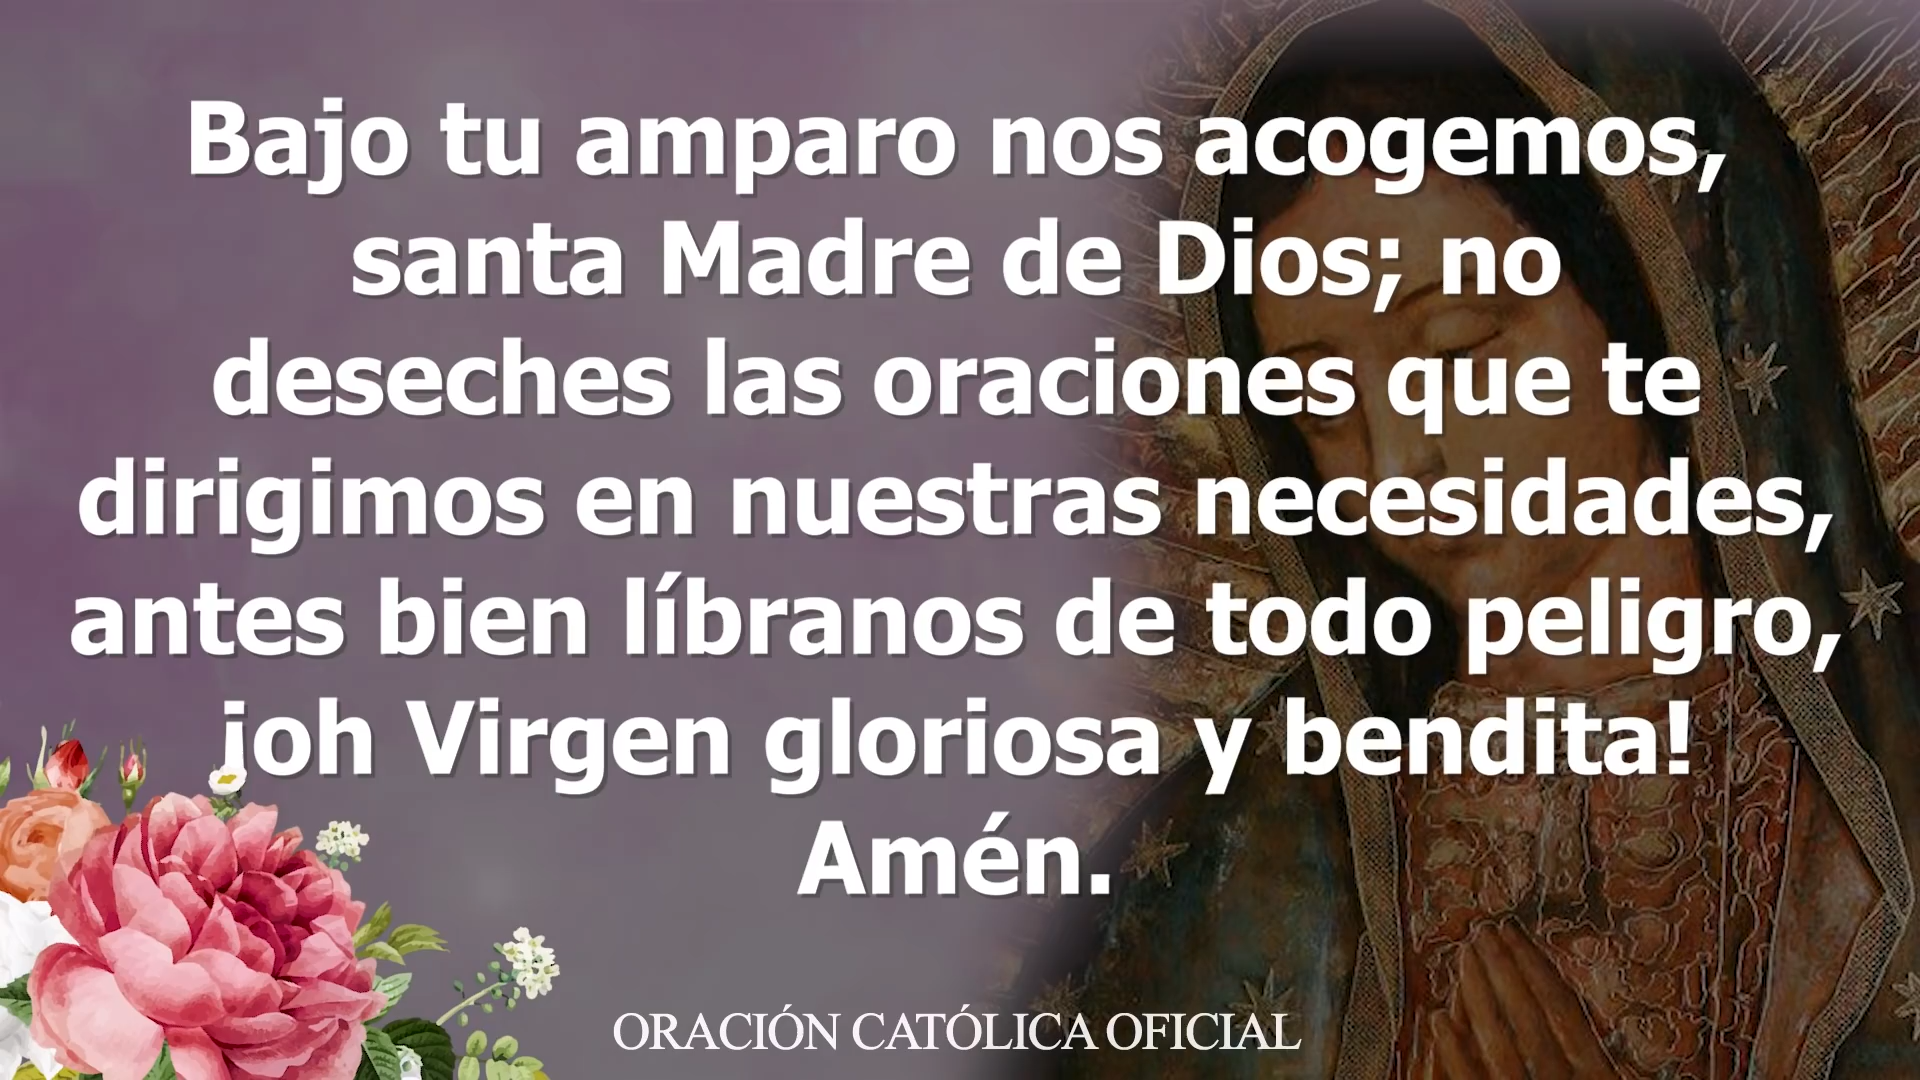 Bajo tu amparo nos acogemos,
santa Madre de Dios; no
deseches las oraciones que te
dirigimos en nuestras necesidades,
antes bien líbranos de todo peligro,
¡oh Virgen gloriosa y bendita!
Amén.
ORACIÓN CATÓLICA OFICIAL